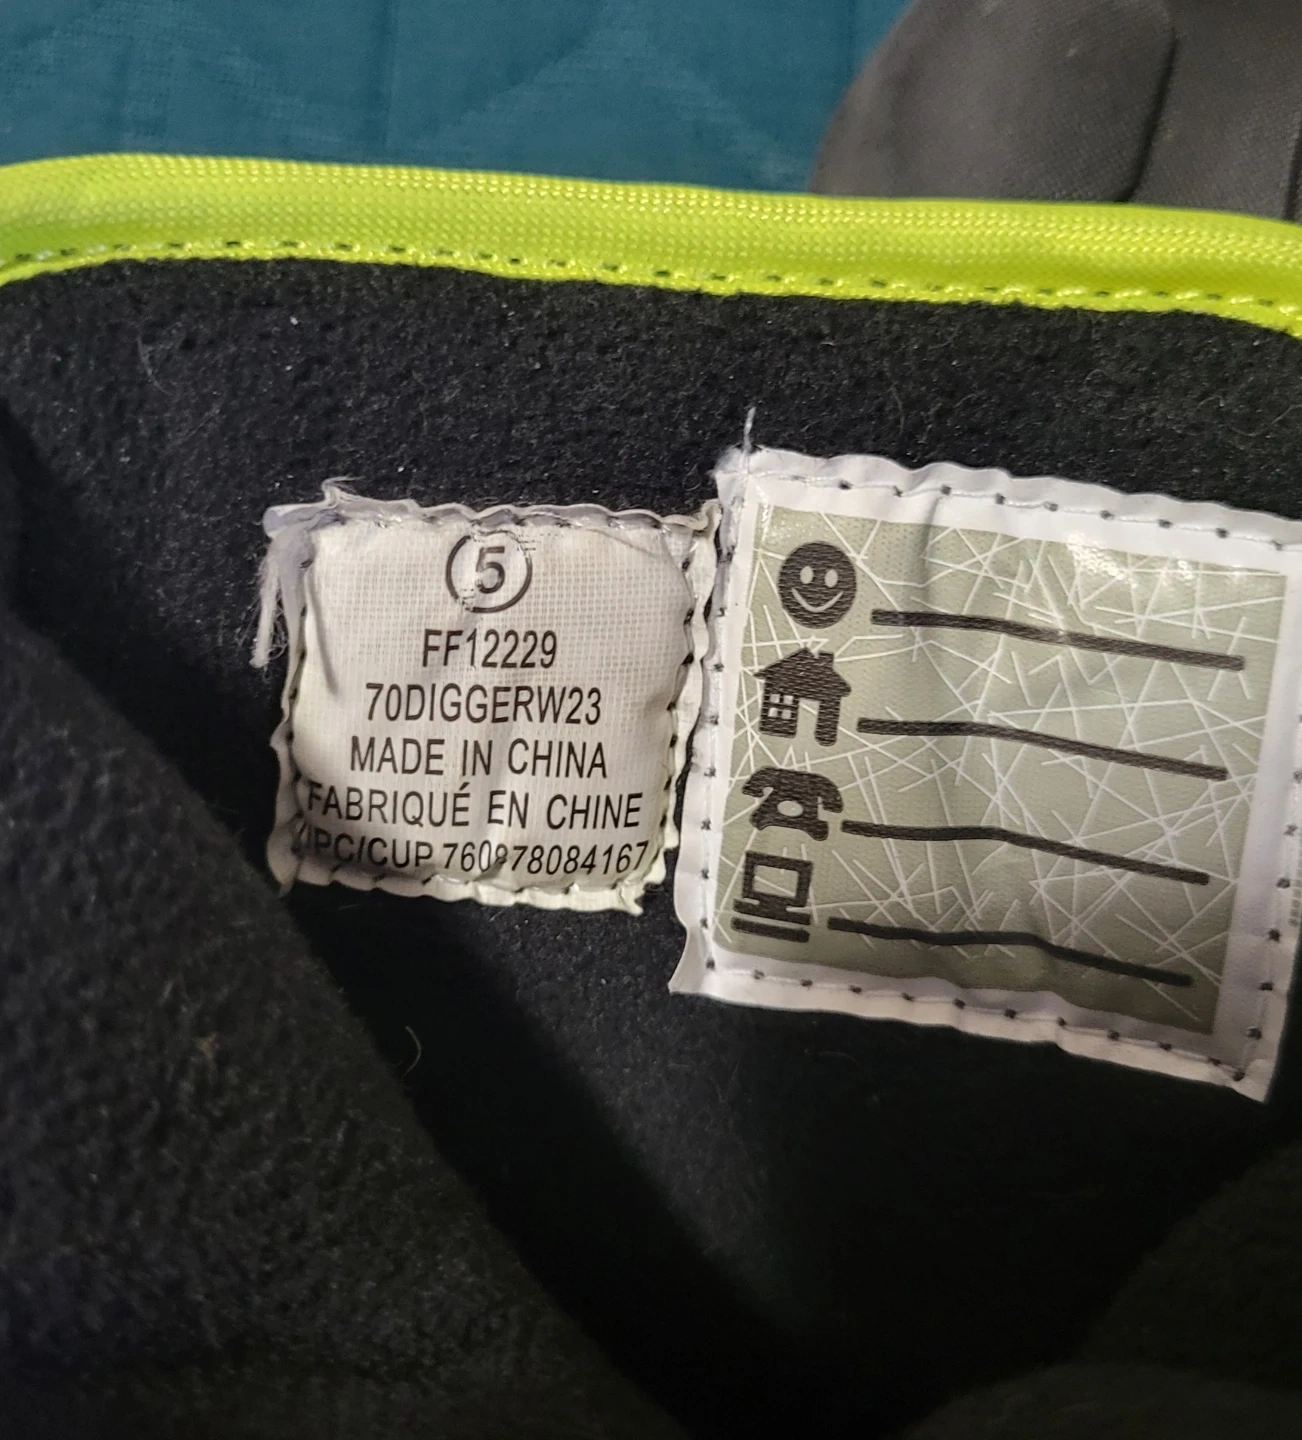 5
FF12229
70DIGGERW23
MADE IN CHINA
FABRIQUÉ EN CHINE
UPC/CUP 760878084167